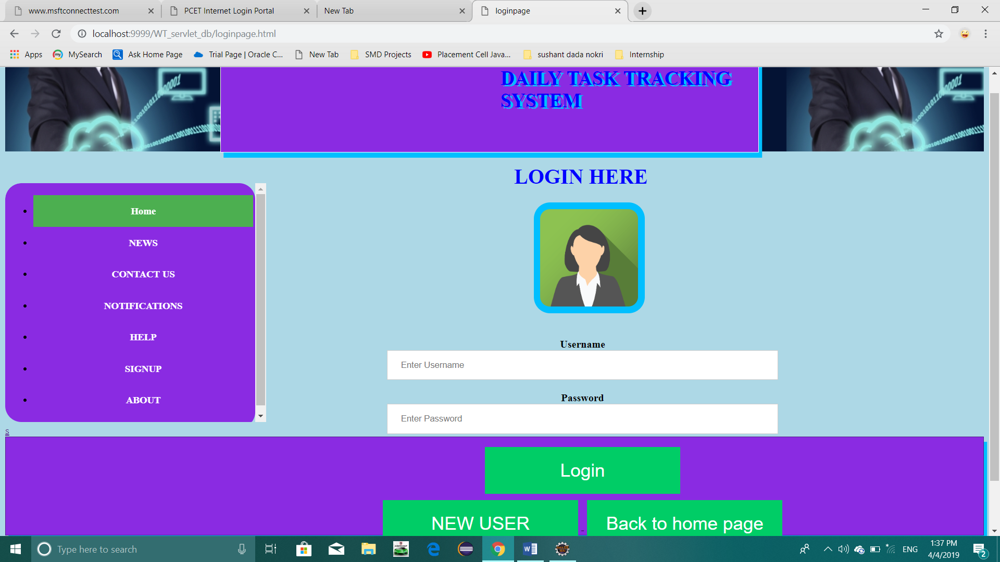 www.msftconnecttest.com
PCET Internet Login Portal
New Tab
loginpage
localhost:9999/WT_servlet_db/loginpage.html
Apps
MySearch
Ask Home Page
Trial Page | Oracle C...
New Tab
SMD Projects
Placement Cell Java...
sushant dada nokri
Internship
DAILY TASK TRACKING
SYSTEM
LOGIN HERE
Home
NEWS
CONTACT US
NOTIFICATIONS
HELP
SIGNUP
ABOUT
s
Username
Enter Username
Password
Enter Password
Login
NEW USER
Back to home page
Type here to search
ENG
1:37 PM
4/4/2019
2